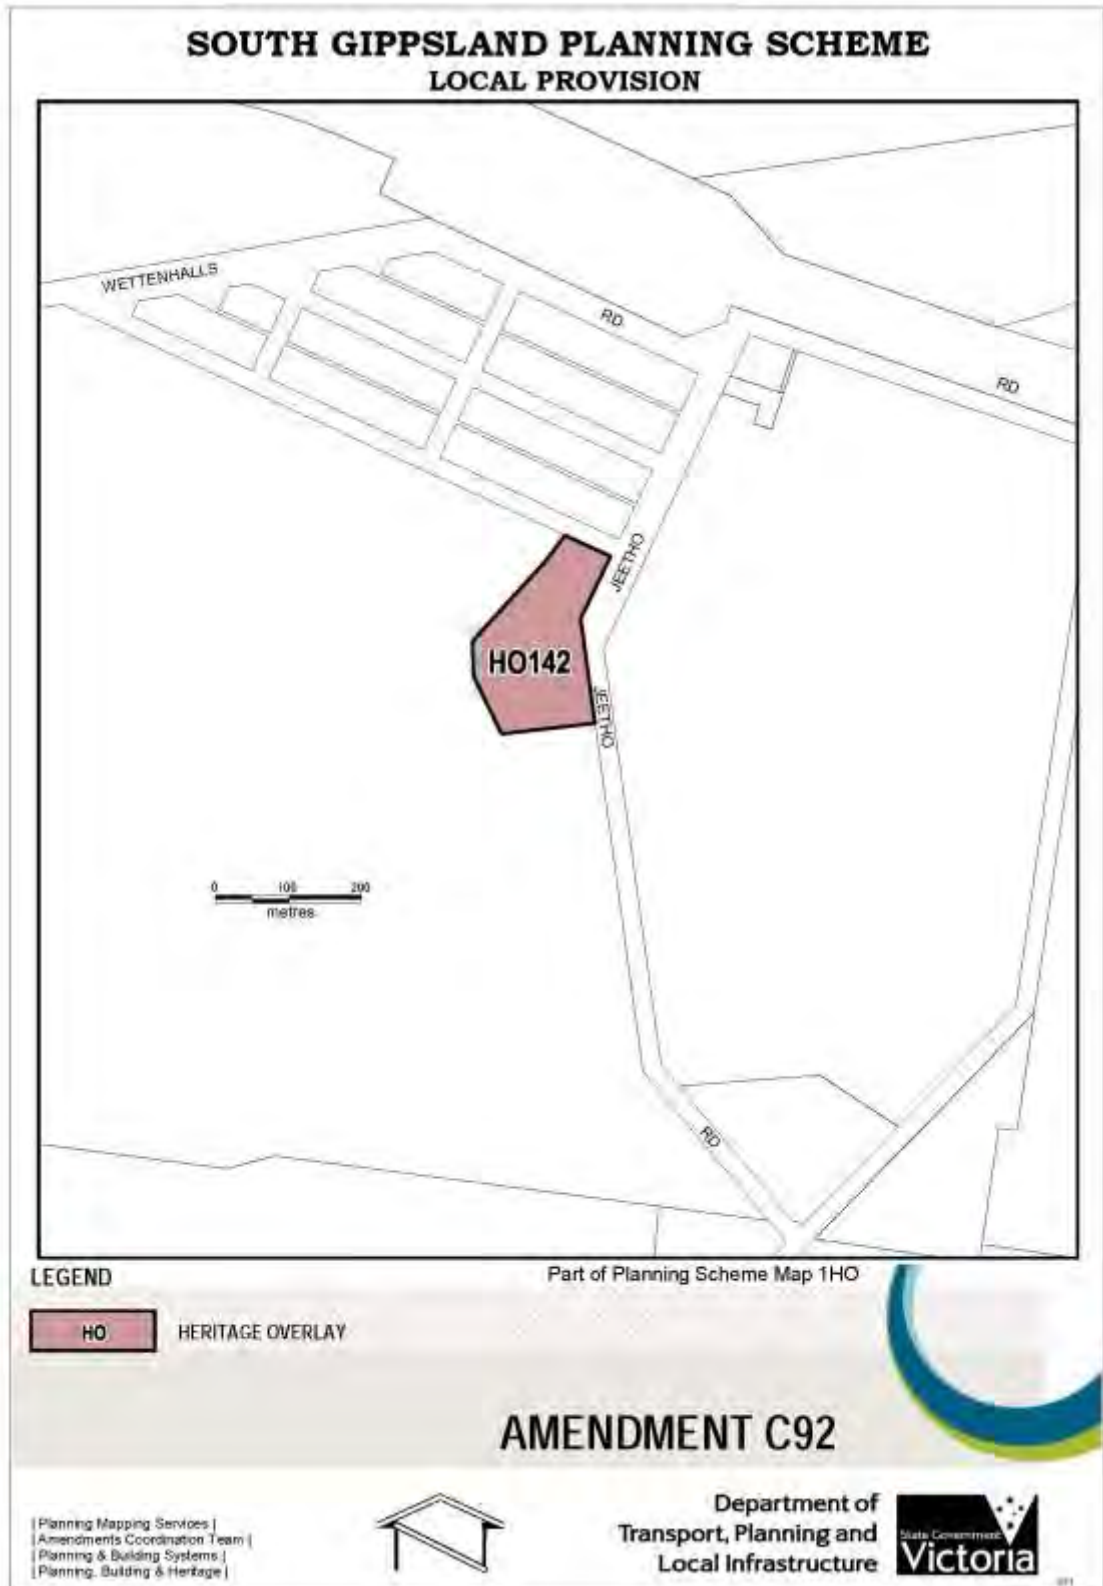 SOUTH GIPPSLAND PLANNING SCHEME
LOCAL PROVISION
WETTENHALLS
RD
RD
JEETHO
HO142
JEETHO
0 100 200
metres
RD
LEGEND
Part of Planning Scheme Map 1HO
HO HERITAGE OVERLAY
AMENDMENT C92
| Planning Mapping Services |
| Amendments Coordination Team |
| Planning & Building Systems |
| Planning, Building & Heritage |
Department of
Transport, Planning and
Local Infrastructure
State Government
Victoria